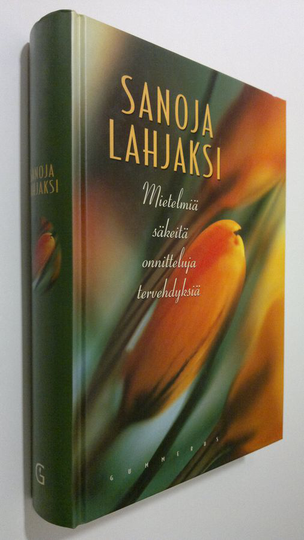 SANOJA
LAHJAKSI
Mietelmiä
säkeitä
onnitteluja
tervehdyksiä
GUMMERUS
SANOJA
LAHJAKSI
G